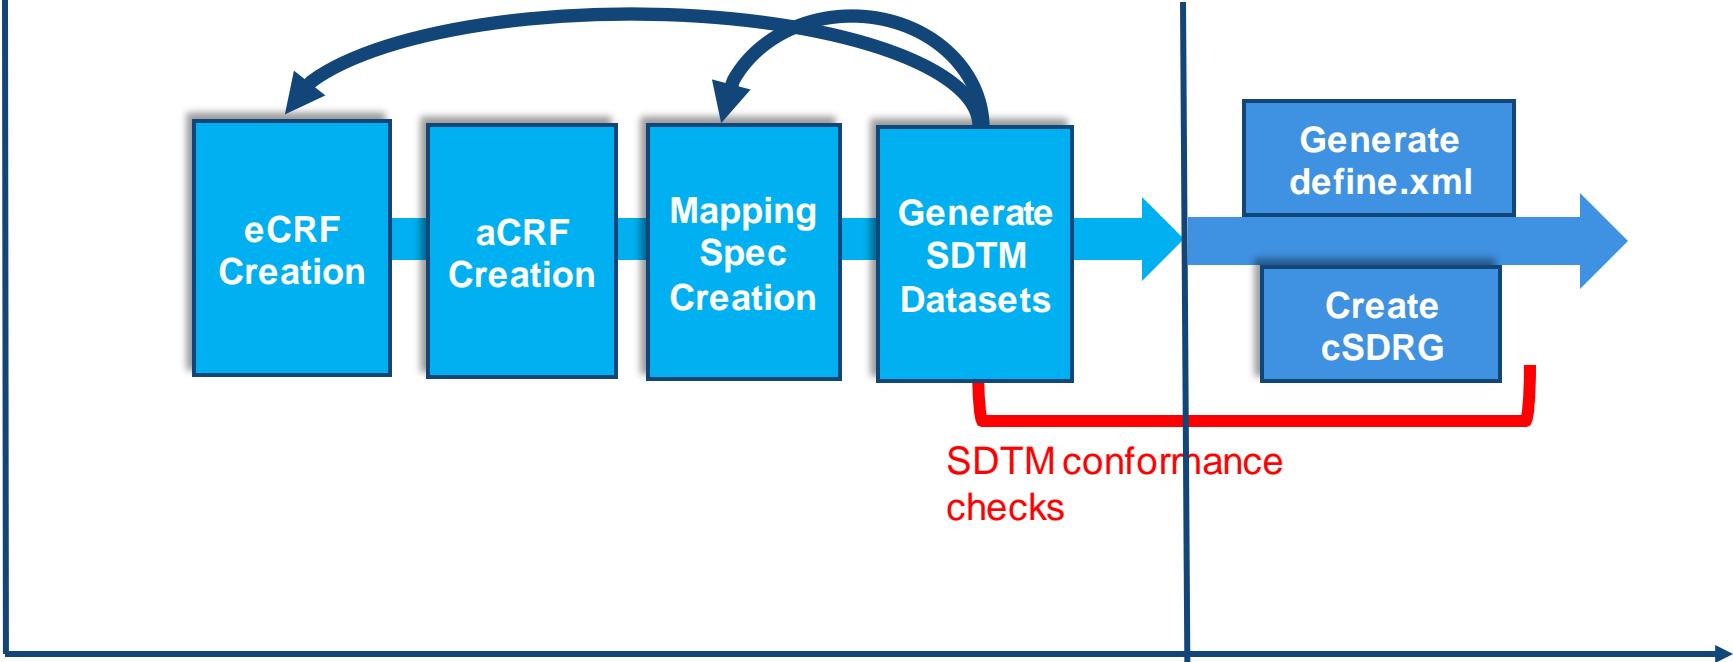 eCRF
Creation
aCRF
Creation
Mapping
Spec
Creation
Generate
SDTM
Datasets
Generate
define.xml
Create
cSDRG
SDTM conformance
checks